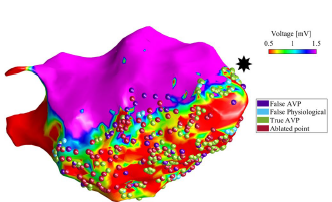 Voltage [mV]
0.5 1 1.5
False AVP
False Physiological
True AVP
Ablated point